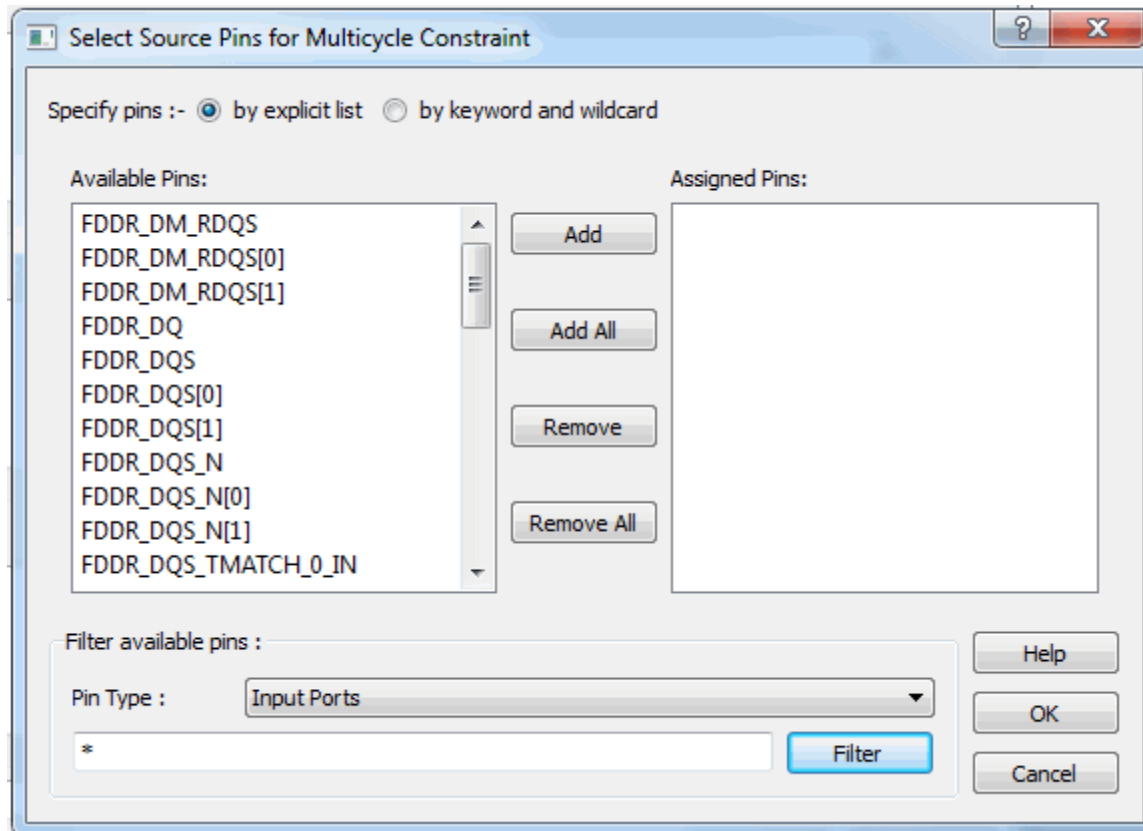 Select Source Pins for Multicycle Constraint
Specify pins :- by explicit list by keyword and wildcard
Available Pins:
Assigned Pins:
FDDR_DM_RDQS
FDDR_DM_RDQS[0]
FDDR_DM_RDQS[1]
FDDR_DQ
FDDR_DQS
FDDR_DQS[0]
FDDR_DQS[1]
FDDR_DQS_N
FDDR_DQS_N[0]
FDDR_DQS_N[1]
FDDR_DQS_TMATCH_0_IN
Add
Add All
Remove
Remove All
Filter available pins :
Pin Type : Input Ports
*
Filter
Help
OK
Cancel